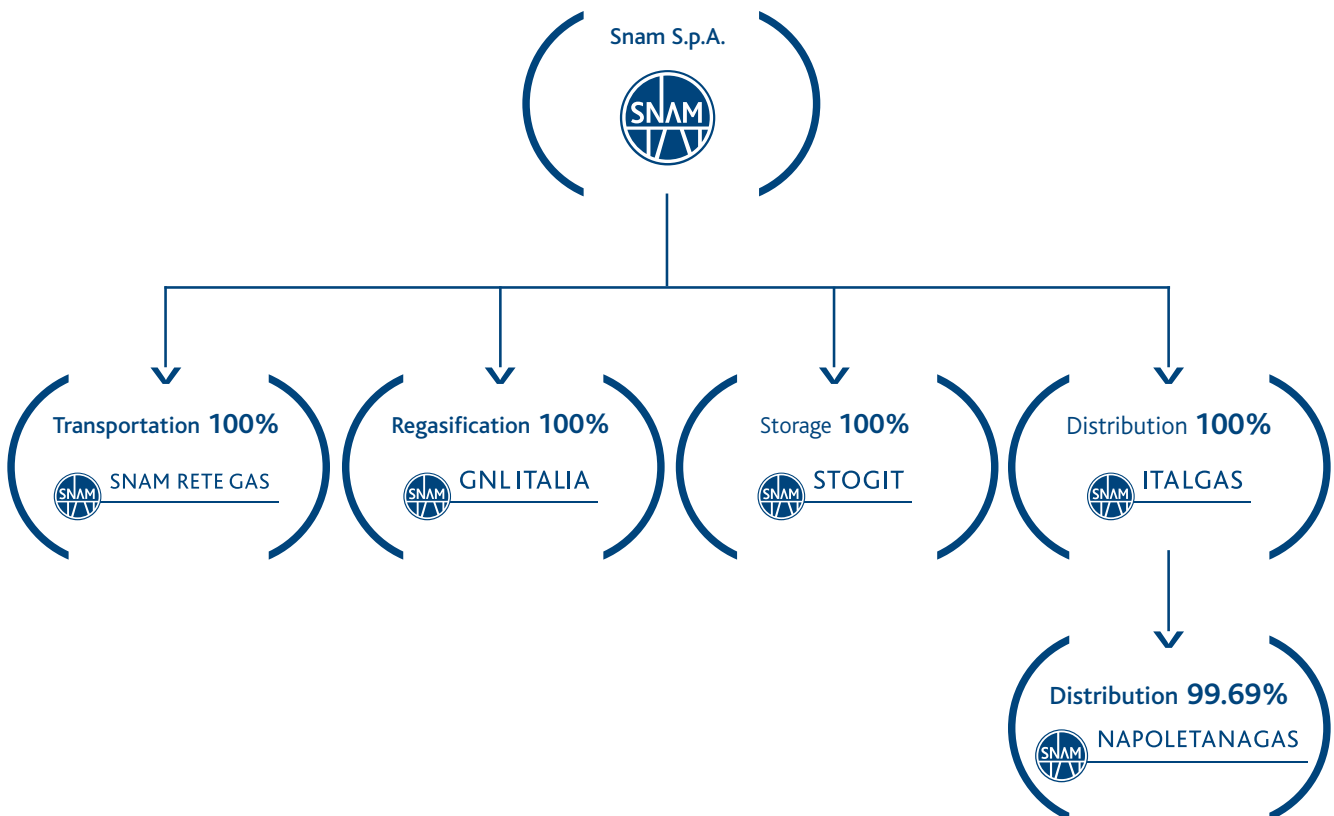 Snam S.p.A.
SNAM
Transportation 100%
SNAM SNAM RETE GAS
Regasification 100%
SNAM GNL ITALIA
Storage 100%
SNAM STOGIT
Distribution 100%
SNAM ITALGAS
Distribution 99.69%
SNAM NAPOLETANAGAS